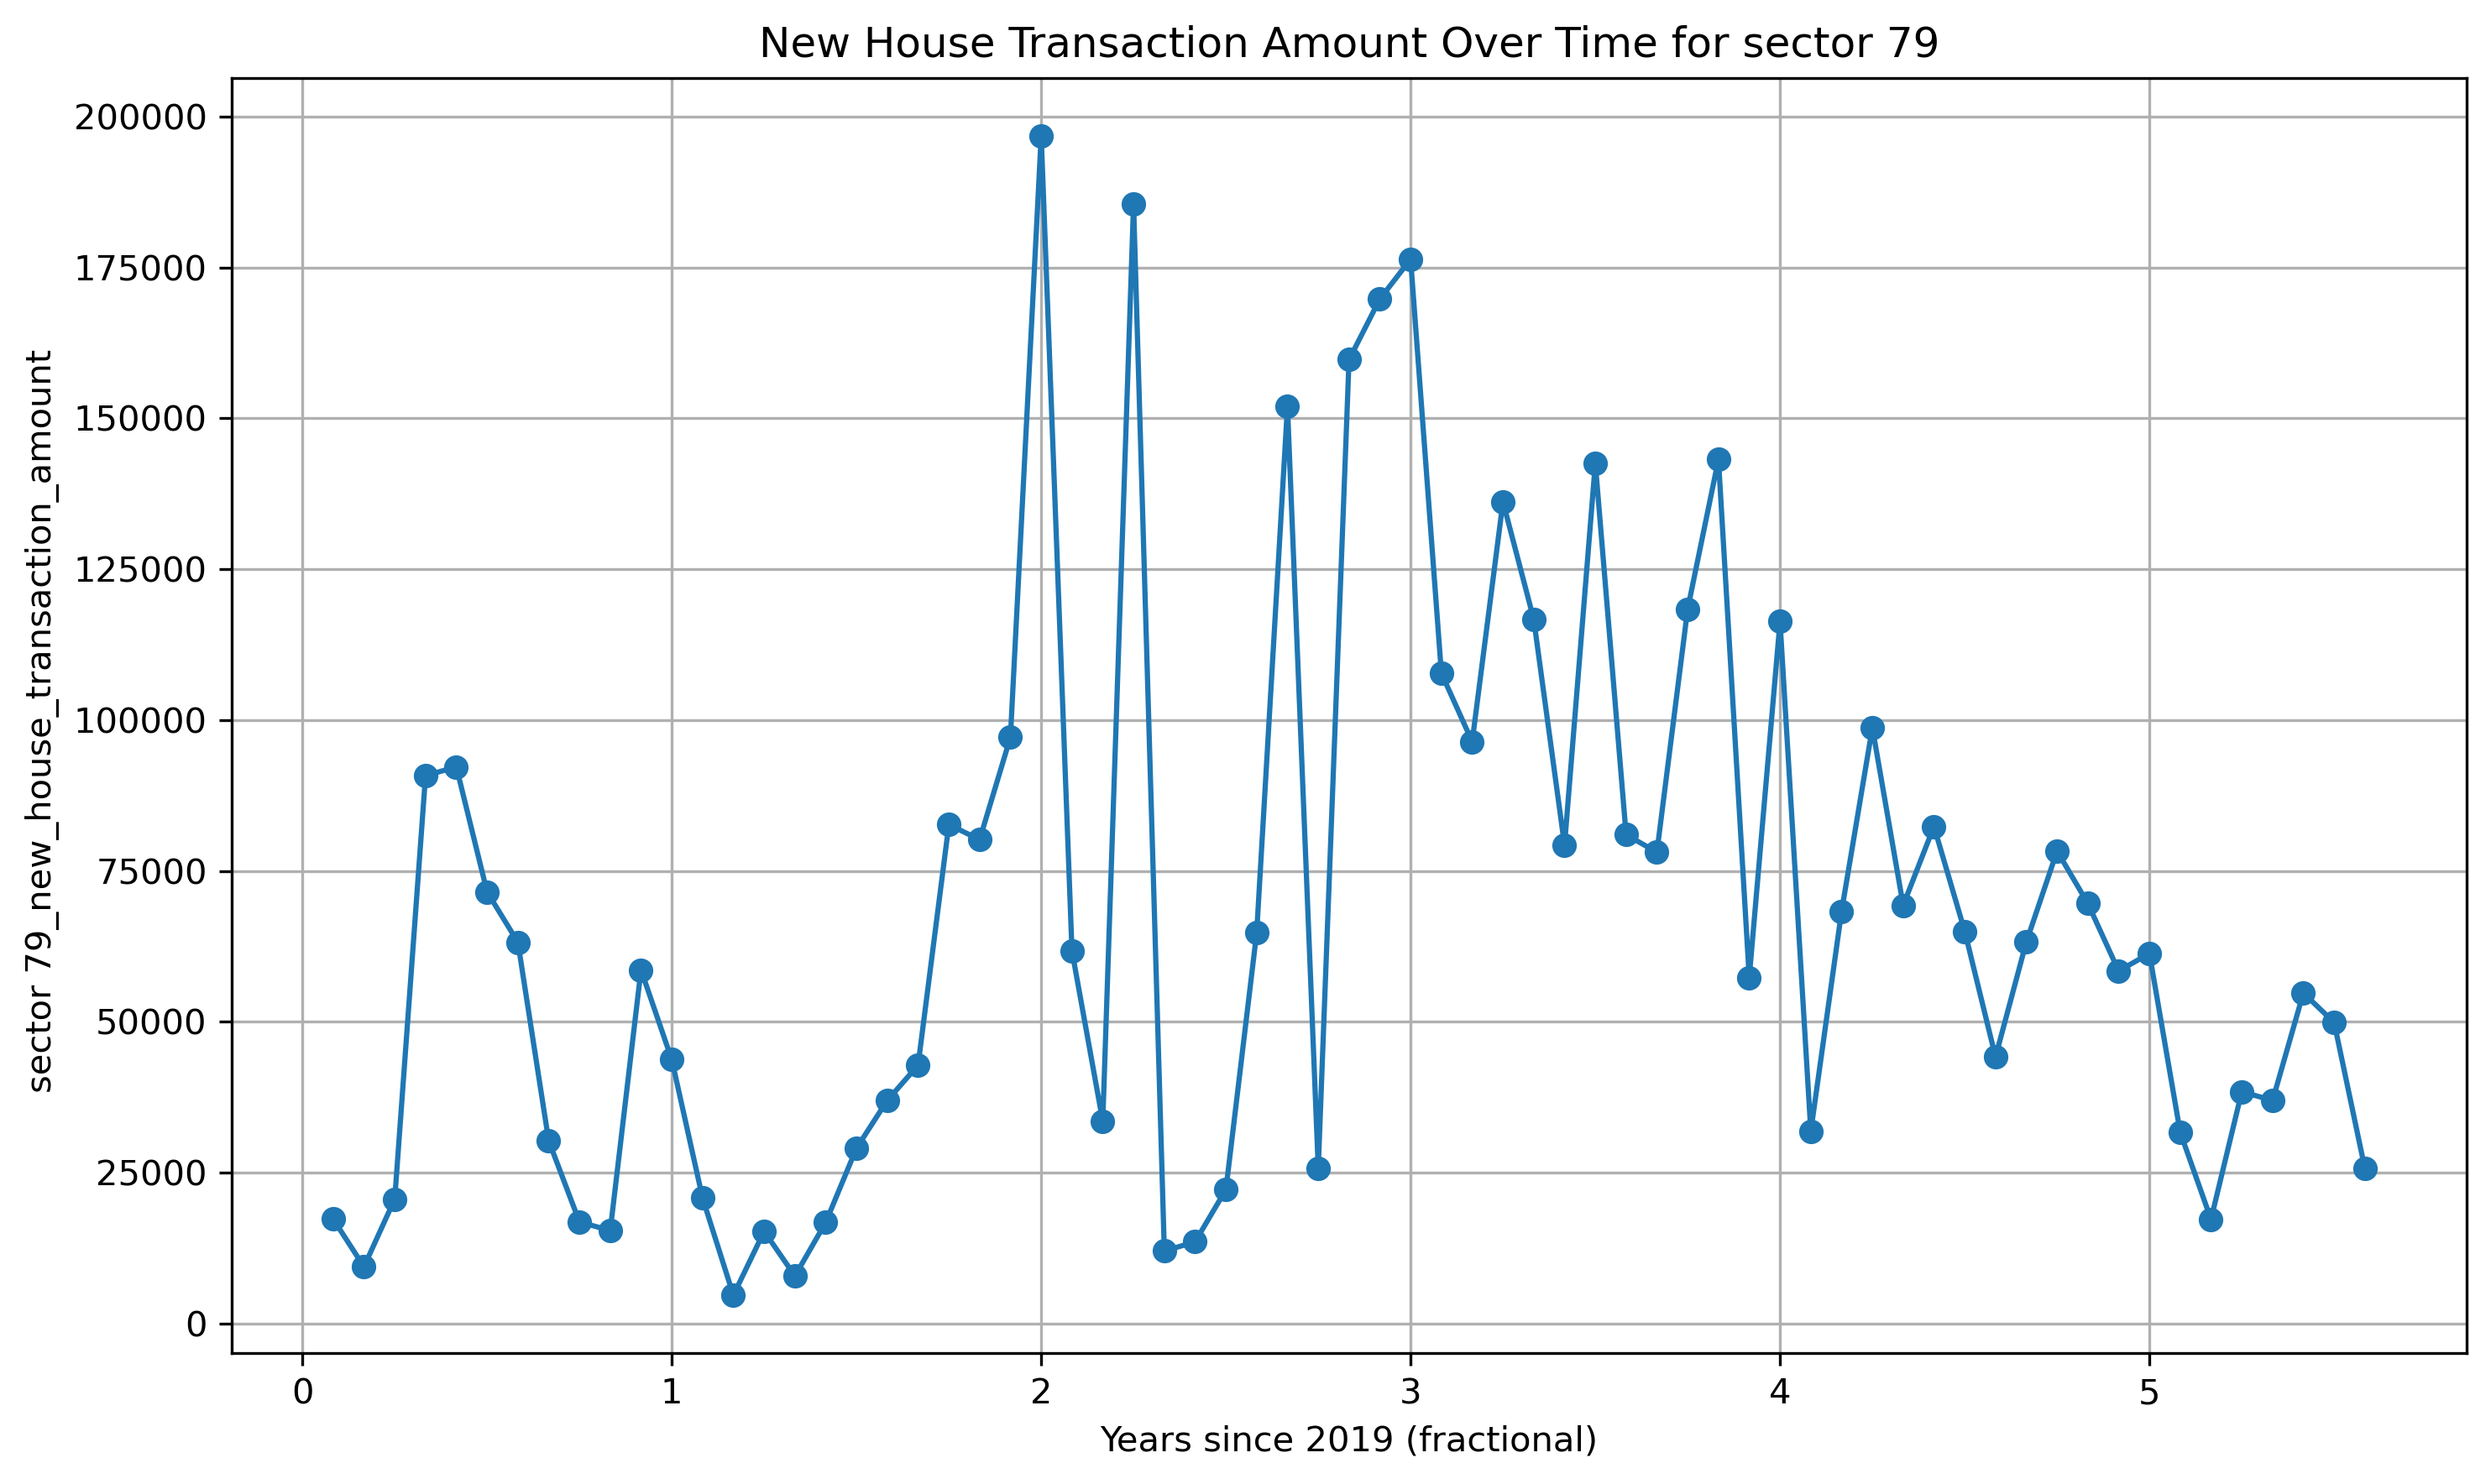 New House Transaction Amount Over Time for sector 79
sector 79_new_house_transaction_amount
200000
175000
150000
125000
100000
75000
50000
25000
0
0 1 2 3 4 5
Years since 2019 (fractional)